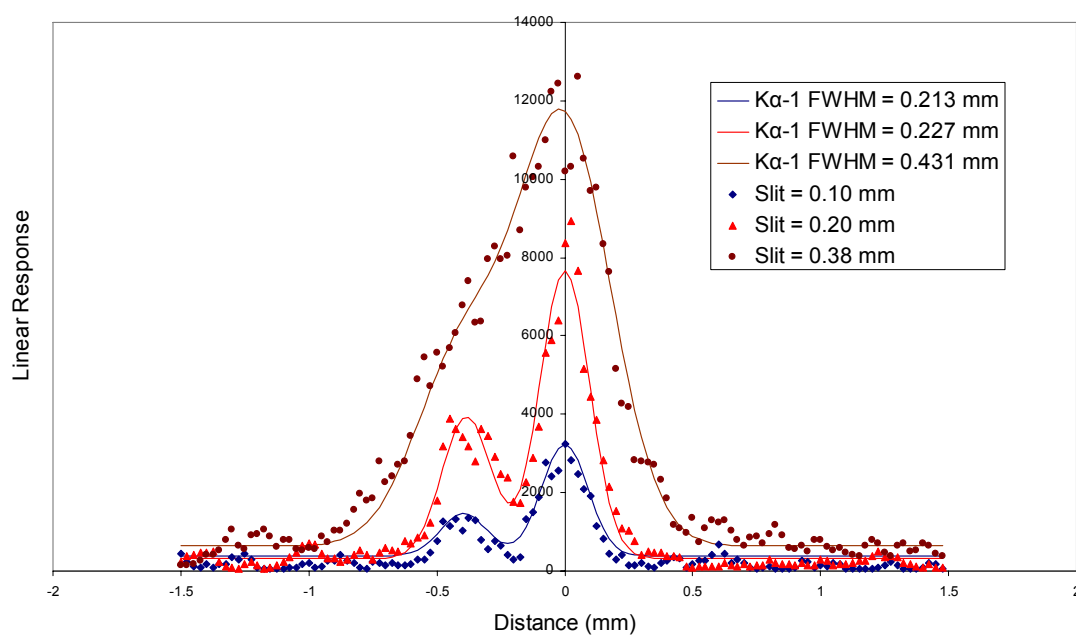 14000
12000
10000
8000
6000
4000
2000
0
-2
-1.5
-1
-0.5
0
0.5
1
1.5
2
Linear Response
Distance (mm)
Kα-1 FWHM = 0.213 mm
Kα-1 FWHM = 0.227 mm
Kα-1 FWHM = 0.431 mm
Slit = 0.10 mm
Slit = 0.20 mm
Slit = 0.38 mm